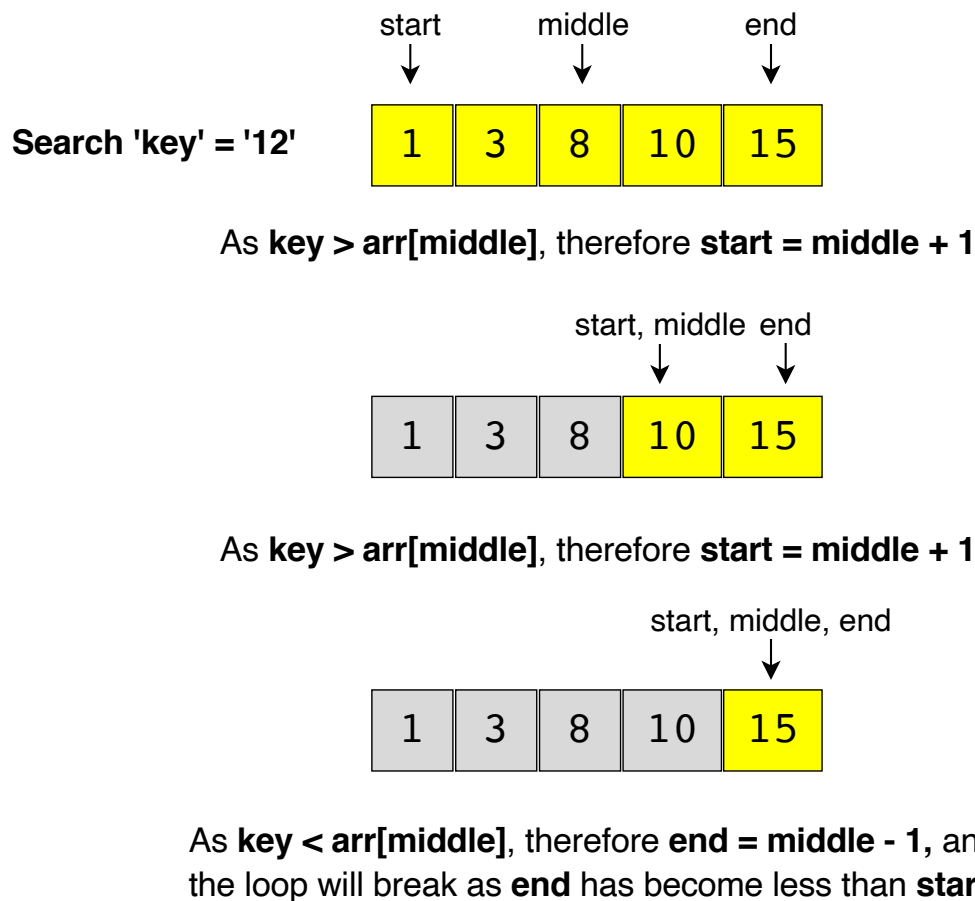 start middle end
Search 'key' = '12' 1 3 8 10 15
As key > arr[middle], therefore start = middle + 1
start, middle end
1 3 8 10 15
As key > arr[middle], therefore start = middle + 1
start, middle, end
1 3 8 10 15
As key < arr[middle], therefore end = middle - 1, an
the loop will break as end has become less than star